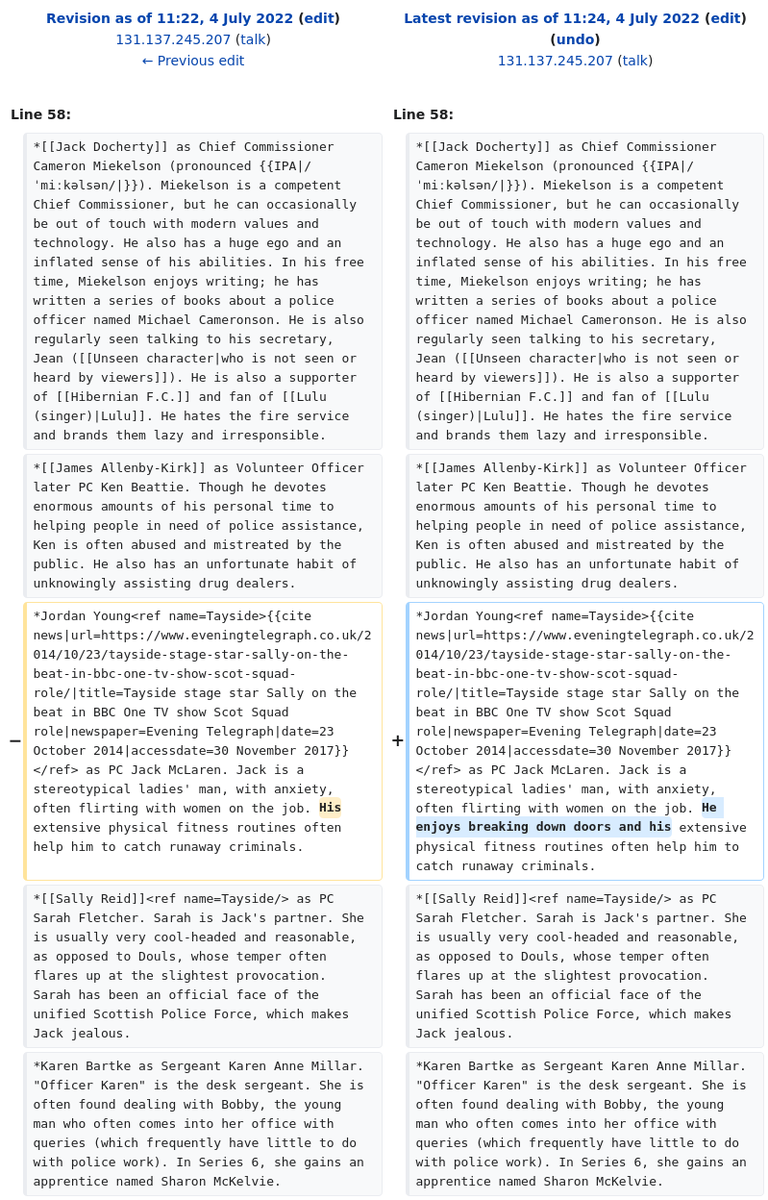 Revision as of 11:22, 4 July 2022 (edit)
131.137.245.207 (talk)
← Previous edit
Latest revision as of 11:24, 4 July 2022 (edit)
(undo)
131.137.245.207 (talk)
Line 58:
*[[Jack Docherty]] as Chief Commissioner
Cameron Miekelson (pronounced {{IPA|/
ˈmiːkəlsən/|}}). Miekelson is a competent
Chief Commissioner, but he can occasionally
be out of touch with modern values and
technology. He also has a huge ego and an
inflated sense of his abilities. In his free
time, Miekelson enjoys writing; he has
written a series of books about a police
officer named Michael Cameronson. He is also
regularly seen talking to his secretary,
Jean ([[Unseen character|who is not seen or
heard by viewers]]). He is also a supporter
of [[Hibernian F.C.]] and fan of [[Lulu
(singer)|Lulu]]. He hates the fire service
and brands them lazy and irresponsible.
*[[James Allenby-Kirk]] as Volunteer Officer
later PC Ken Beattie. Though he devotes
enormous amounts of his personal time to
helping people in need of police assistance,
Ken is often abused and mistreated by the
public. He also has an unfortunate habit of
unknowingly assisting drug dealers.
−
*Jordan Young<ref name=Tayside>{{cite
news|url=https://www.eveningtelegraph.co.uk/2
014/10/23/tayside-stage-star-sally-on-the-
beat-in-bbc-one-tv-show-scot-squad-
role/|title=Tayside stage star Sally on the
beat in BBC One TV show Scot Squad
role|newspaper=Evening Telegraph|date=23
October 2014|accessdate=30 November 2017}}
</ref> as PC Jack McLaren. Jack is a
stereotypical ladies' man, with anxiety,
often flirting with women on the job. His
extensive physical fitness routines often
help him to catch runaway criminals.
*[[Sally Reid]]<ref name=Tayside/> as PC
Sarah Fletcher. Sarah is Jack's partner. She
is usually very cool-headed and reasonable,
as opposed to Douls, whose temper often
flares up at the slightest provocation.
Sarah has been an official face of the
unified Scottish Police Force, which makes
Jack jealous.
*Karen Bartke as Sergeant Karen Anne Millar.
"Officer Karen" is the desk sergeant. She is
often found dealing with Bobby, the young
man who often comes into her office with
queries (which frequently have little to do
with police work). In Series 6, she gains an
apprentice named Sharon McKelvie.
Line 58:
*[[Jack Docherty]] as Chief Commissioner
Cameron Miekelson (pronounced {{IPA|/
ˈmiːkəlsən/|}}). Miekelson is a competent
Chief Commissioner, but he can occasionally
be out of touch with modern values and
technology. He also has a huge ego and an
inflated sense of his abilities. In his free
time, Miekelson enjoys writing; he has
written a series of books about a police
officer named Michael Cameronson. He is also
regularly seen talking to his secretary,
Jean ([[Unseen character|who is not seen or
heard by viewers]]). He is also a supporter
of [[Hibernian F.C.]] and fan of [[Lulu
(singer)|Lulu]]. He hates the fire service
and brands them lazy and irresponsible.
*[[James Allenby-Kirk]] as Volunteer Officer
later PC Ken Beattie. Though he devotes
enormous amounts of his personal time to
helping people in need of police assistance,
Ken is often abused and mistreated by the
public. He also has an unfortunate habit of
unknowingly assisting drug dealers.
+
*Jordan Young<ref name=Tayside>{{cite
news|url=https://www.eveningtelegraph.co.uk/2
014/10/23/tayside-stage-star-sally-on-the-
beat-in-bbc-one-tv-show-scot-squad-
role/|title=Tayside stage star Sally on the
beat in BBC One TV show Scot Squad
role|newspaper=Evening Telegraph|date=23
October 2014|accessdate=30 November 2017}}
</ref> as PC Jack McLaren. Jack is a
stereotypical ladies' man, with anxiety,
often flirting with women on the job. He
enjoys breaking down doors and his extensive
physical fitness routines often help him to
catch runaway criminals.
*[[Sally Reid]]<ref name=Tayside/> as PC
Sarah Fletcher. Sarah is Jack's partner. She
is usually very cool-headed and reasonable,
as opposed to Douls, whose temper often
flares up at the slightest provocation.
Sarah has been an official face of the
unified Scottish Police Force, which makes
Jack jealous.
*Karen Bartke as Sergeant Karen Anne Millar.
"Officer Karen" is the desk sergeant. She is
often found dealing with Bobby, the young
man who often comes into her office with
queries (which frequently have little to do
with police work). In Series 6, she gains an
apprentice named Sharon McKelvie.